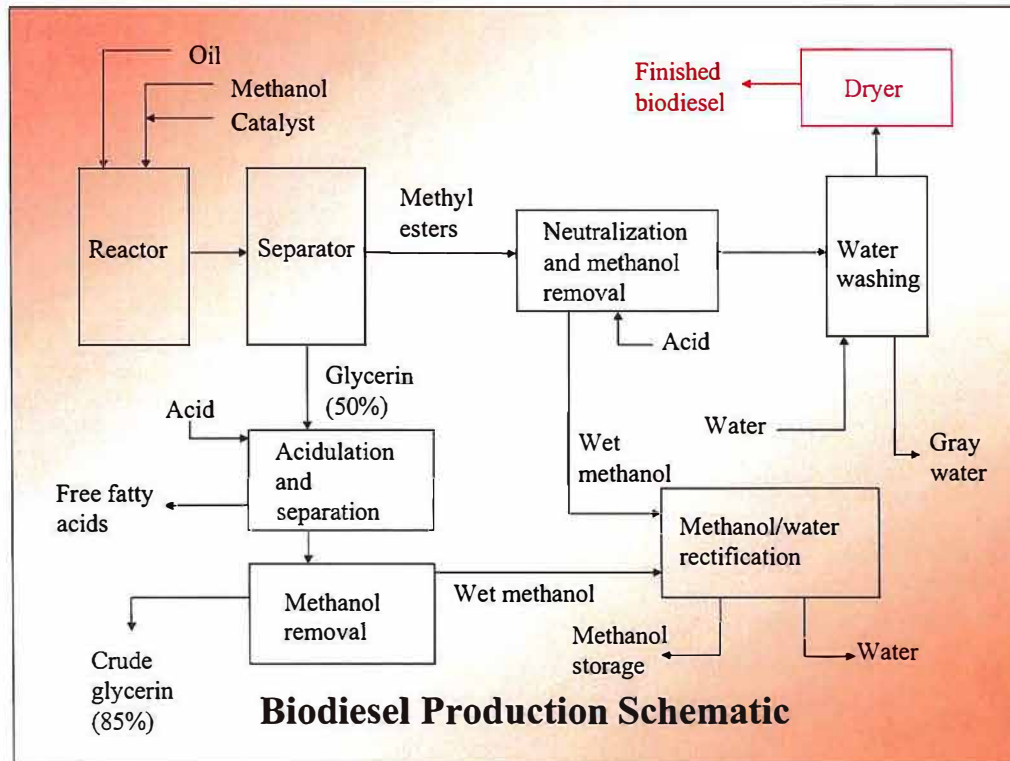 Oil
Methanol
Catalyst
Finished
biodiesel
Dryer
Reactor
Separator
Methyl
esters
Neutralization
and methanol
removal
Water
washing
Acid
Glycerin
(50%)
Acid
Water
Gray
water
Wet
methanol
Acidulation
and
separation
Free fatty
acids
Methanol/water
rectification
Wet methanol
Methanol
removal
Methanol
storage
Water
Crude
glycerin
(85%)
Biodiesel Production Schematic